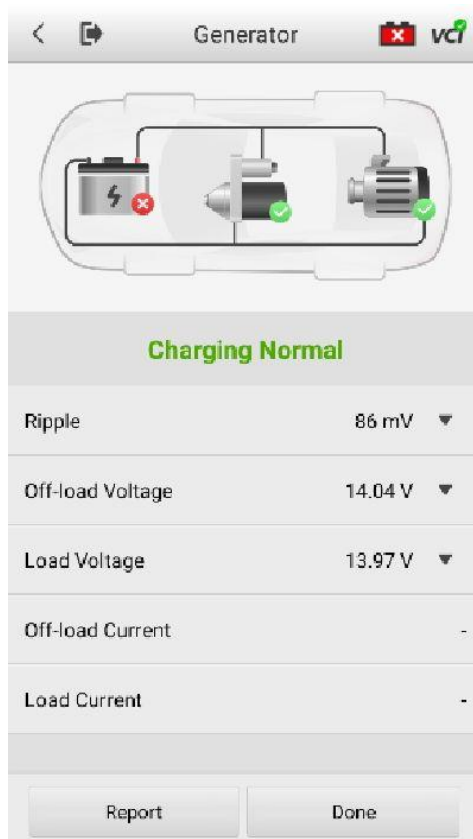 Generator
VCI
Charging Normal
Ripple 86 mV
Off-load Voltage 14.04 V
Load Voltage 13.97 V
Off-load Current -
Load Current -
Report Done